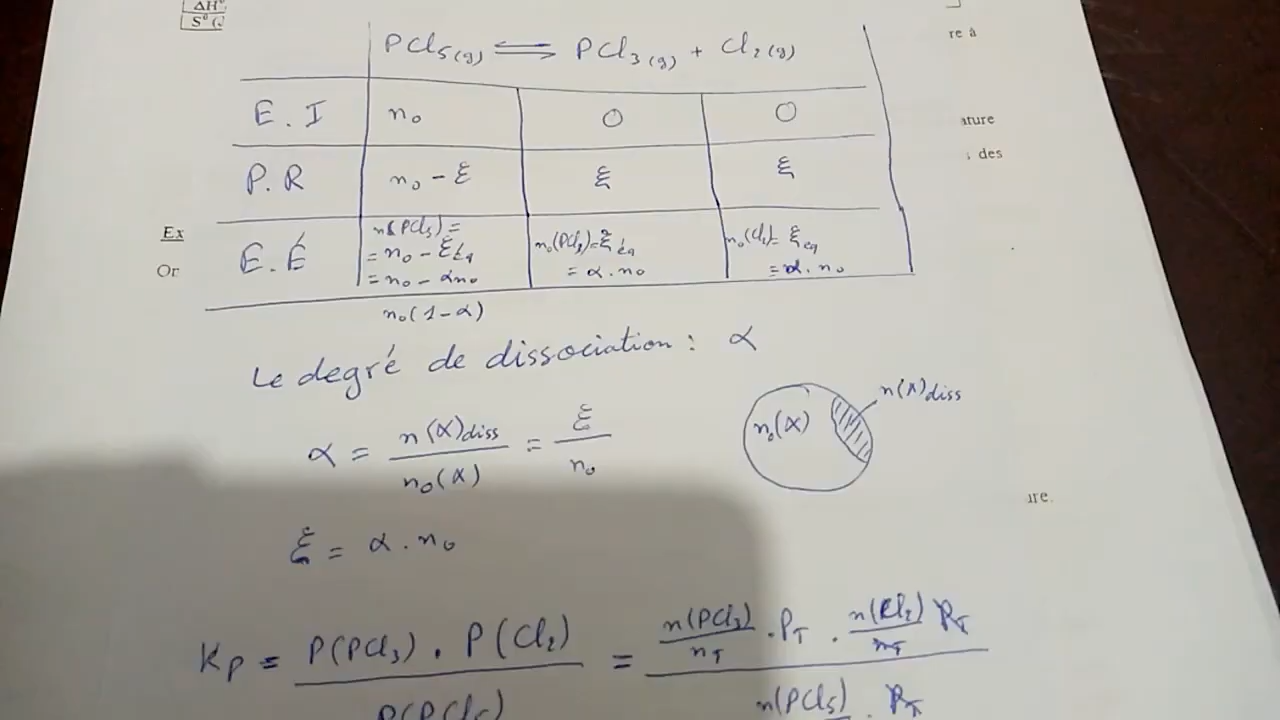 ΔH°
S°(J
re à
ature
s des
Ex
Or
ure.
PCl₅(g) ⇌ PCl₃(g) + Cl₂(g)
E.I n₀ 0 0
P.R n₀ - ξ ξ ξ
E.É n(PCl₅) = = n₀ - ξéq = n₀ - αn₀ n₀(PCl₃) = ξéq = α.n₀ n₀(Cl₂) = ξeq = α.n₀
n₀(1-α)
Le degré de dissociation : α
α = n(X)diss / n₀(X) = ξ / n₀
n₀(X) n(X)diss
ξ = α . n₀
Kp = P(PCl₃) . P(Cl₂) / P(PCl₅) = n(PCl₃)/nT . PT . n(Cl₂)/nT PT / n(PCl₅) . PT